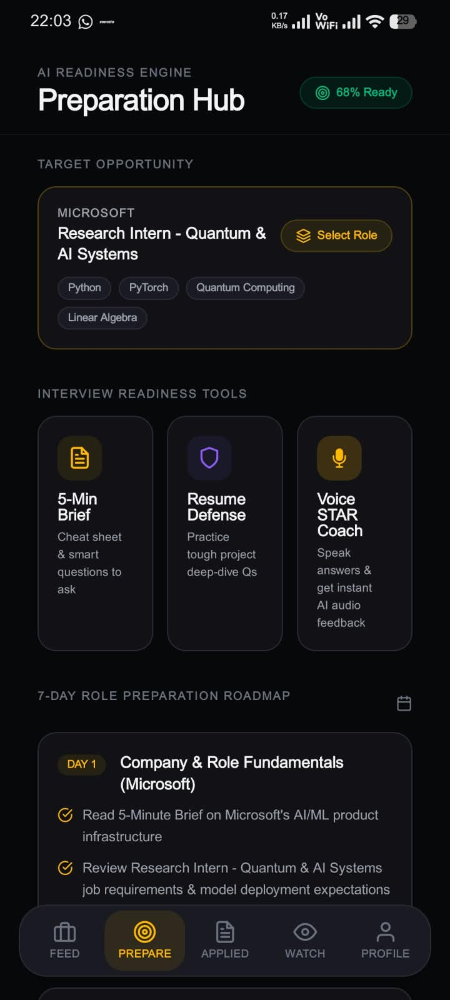 22:03 zomato 0.17 KB/s Vo WiFi 29
AI READINESS ENGINE
Preparation Hub
68% Ready
TARGET OPPORTUNITY
MICROSOFT
Research Intern - Quantum &
AI Systems
Select Role
Python PyTorch Quantum Computing
Linear Algebra
INTERVIEW READINESS TOOLS
5-Min
Brief
Cheat sheet
& smart
questions to
ask
Resume
Defense
Practice
tough project
deep-dive Qs
Voice
STAR
Coach
Speak
answers &
get instant
AI audio
feedback
7-DAY ROLE PREPARATION ROADMAP
DAY 1
Company & Role Fundamentals
(Microsoft)
Read 5-Minute Brief on Microsoft's AI/ML product
infrastructure
Review Research Intern - Quantum & AI Systems
job requirements & model deployment expectations
FEED PREPARE APPLIED WATCH PROFILE